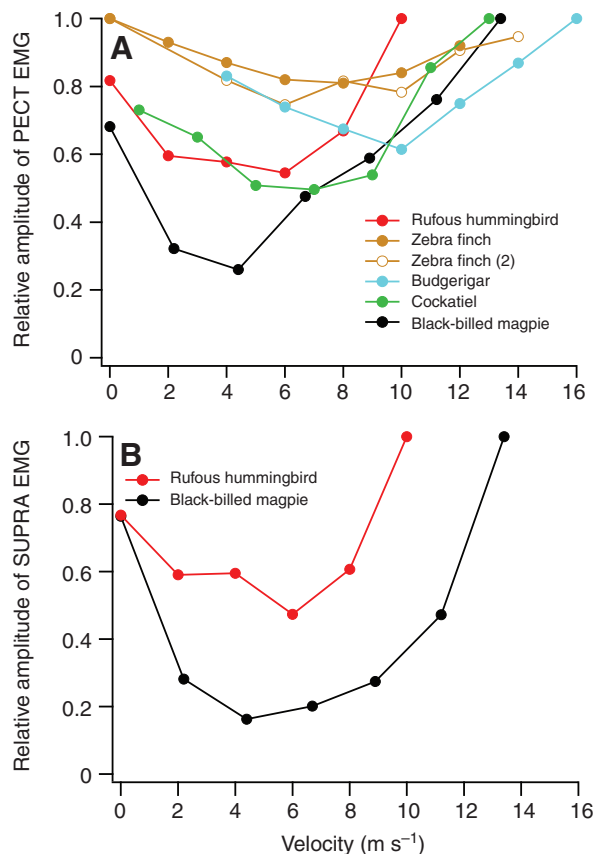 A
Relative amplitude of PECT EMG
1.0
0.8
0.6
0.4
0.2
0
Rufous hummingbird
Zebra finch
Zebra finch (2)
Budgerigar
Cockatiel
Black-billed magpie
0 2 4 6 8 10 12 14 16
B
Relative amplitude of SUPRA EMG
1.0
0.8
0.6
0.4
0.2
0
Rufous hummingbird
Black-billed magpie
0 2 4 6 8 10 12 14 16
Velocity (m s⁻¹)